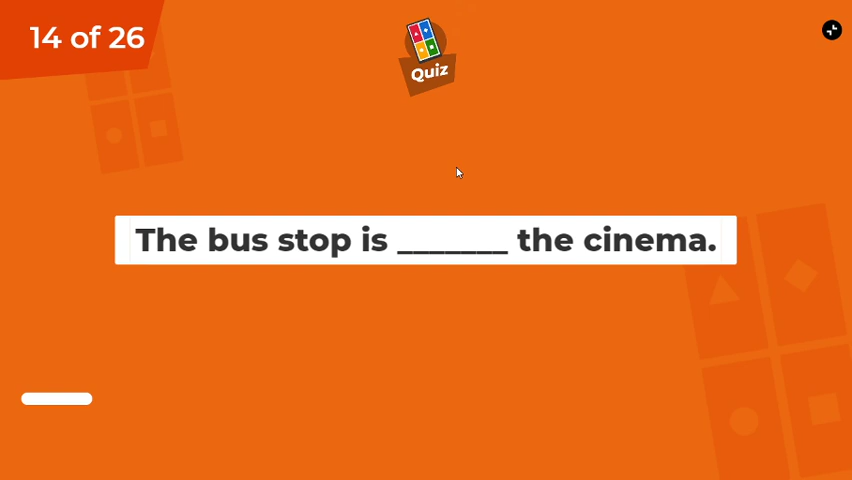 14 of 26
Quiz
The bus stop is _______ the cinema.